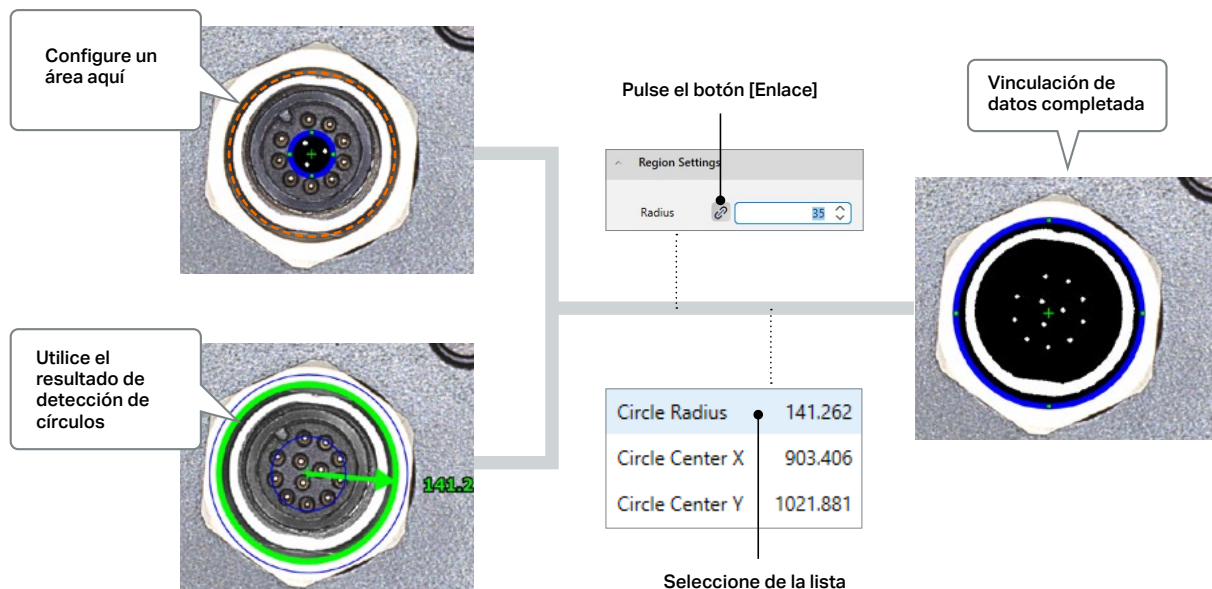 Configure un
área aquí
Pulse el botón [Enlace]
Vinculación de
datos completada
Region Settings
Radius
35
Utilice el
resultado de
detección de
círculos
141.2
Circle Radius 141.262
Circle Center X 903.406
Circle Center Y 1021.881
Seleccione de la lista